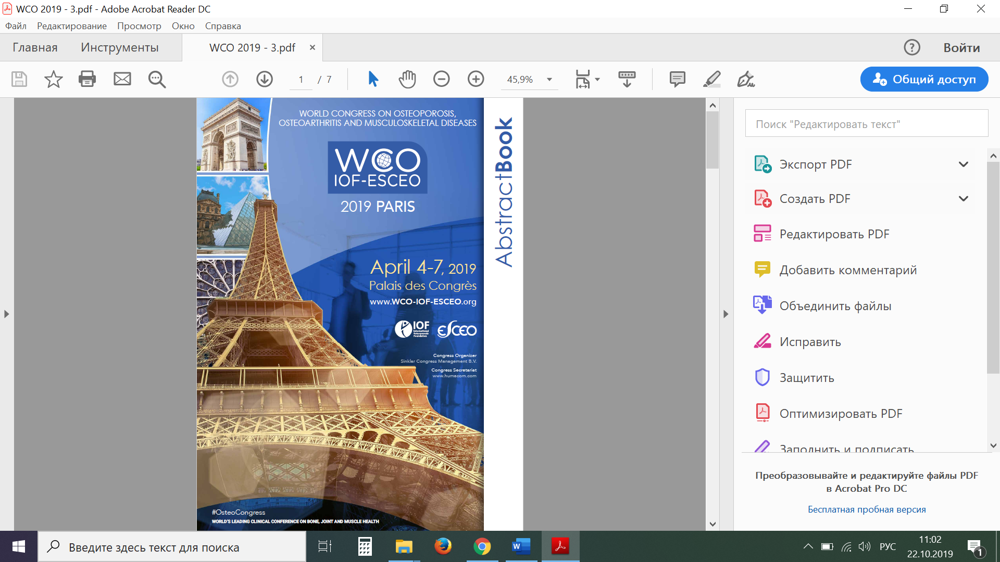 WCO 2019 - 3.pdf - Adobe Acrobat Reader DC
Файл Редактирование Просмотр Окно Справка
Главная Инструменты WCO 2019 - 3.pdf × ? Войти
1 / 7 45,9% Общий доступ
WORLD CONGRESS ON OSTEOPOROSIS,
OSTEOARTHRITIS AND MUSCULOSKELETAL DISEASES
WCO
IOF-ESCEO
2019 PARIS
April 4-7, 2019
Palais des Congrès
www.WCO-IOF-ESCEO.org
IOF
International
Osteoporosis
Foundation
ESCEO
Congress Organizer
Sinklar Congress Management B.V.
Congress Secretariat
www.humacom.com
#OsteoCongress
WORLD'S LEADING CLINICAL CONFERENCE ON BONE, JOINT AND MUSCLE HEALTH
AbstractBook
Поиск "Редактировать текст"
Экспорт PDF
Создать PDF
Редактировать PDF
Добавить комментарий
Объединить файлы
Исправить
Защитить
Оптимизировать PDF
Заполнить и подписать
Преобразовывайте и редактируйте файлы PDF
в Acrobat Pro DC
Бесплатная пробная версия
Введите здесь текст для поиска
W
РУС
11:02
22.10.2019
1